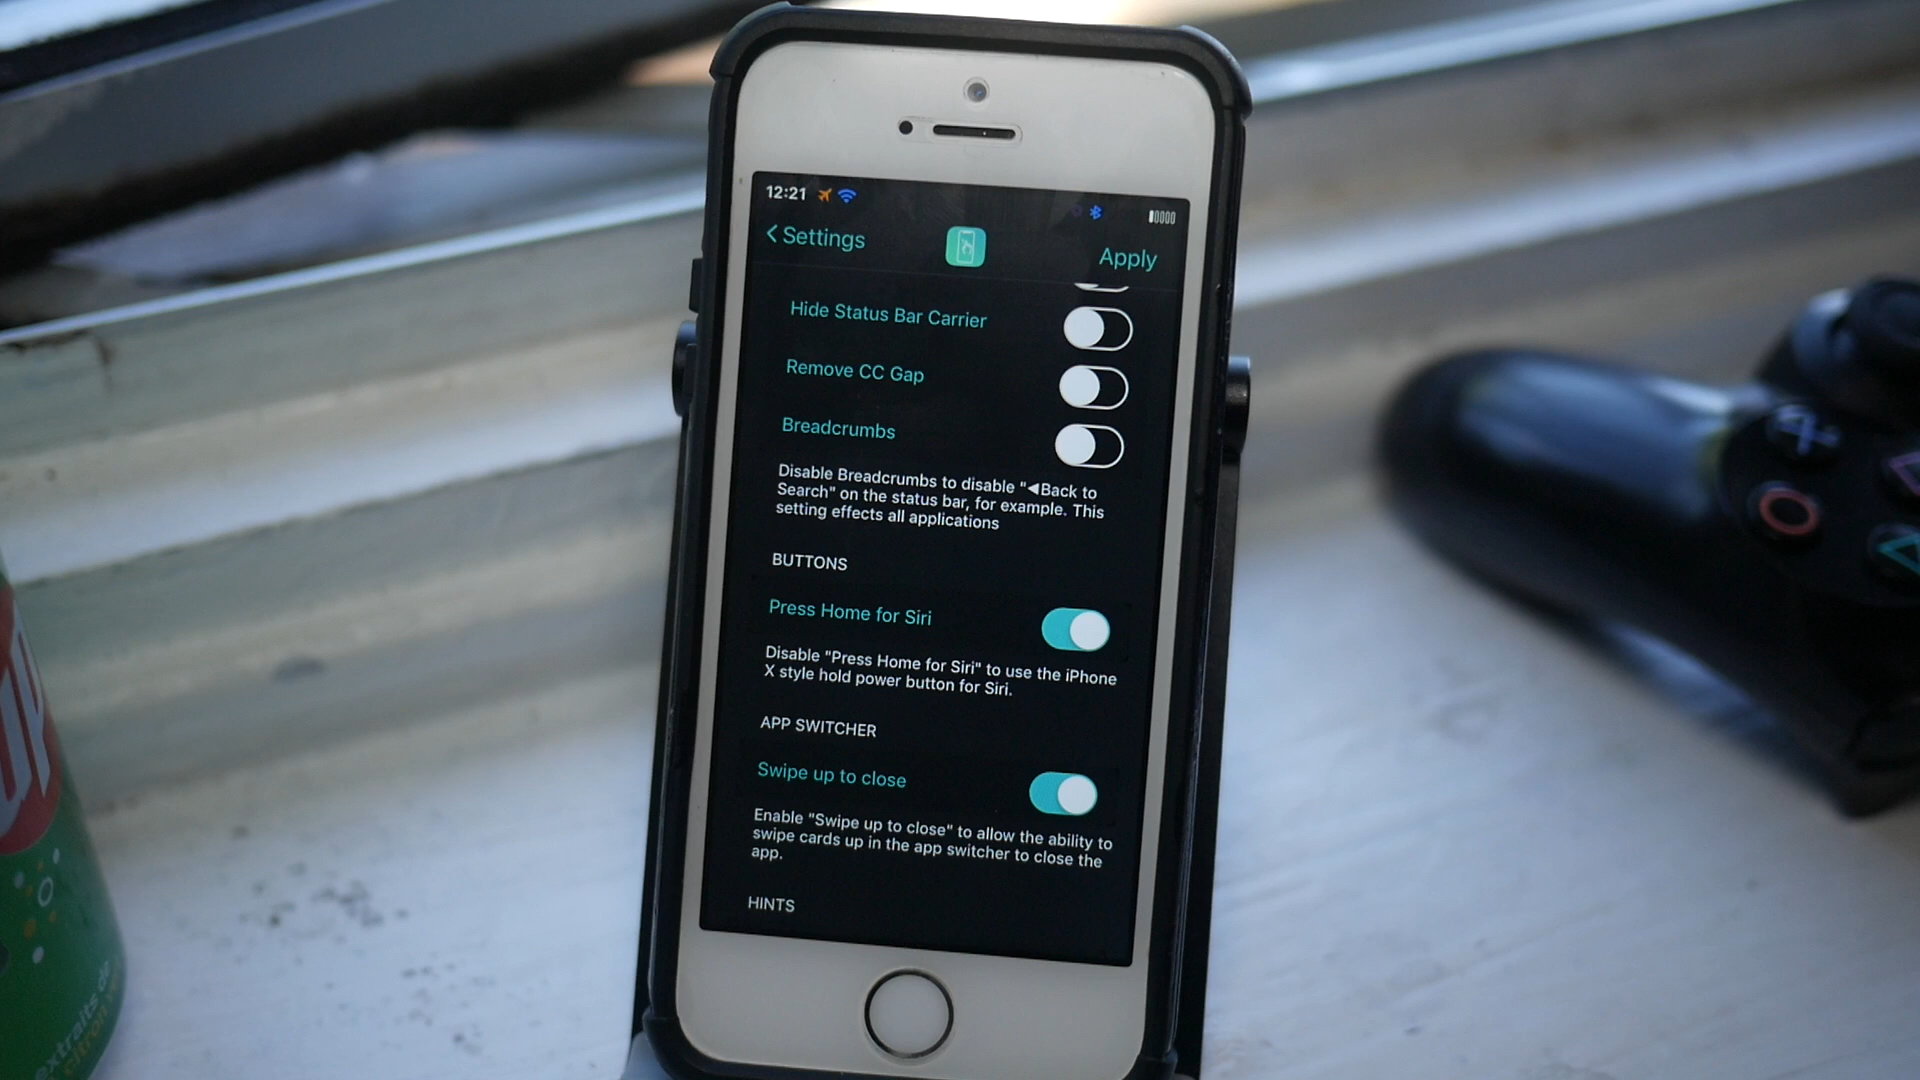 12:21
Settings
Apply
Hide Status Bar Carrier
Remove CC Gap
Breadcrumbs
Disable Breadcrumbs to disable "◀Back to
Search" on the status bar, for example. This
setting effects all applications
BUTTONS
Press Home for Siri
Disable "Press Home for Siri" to use the iPhone
X style hold power button for Siri.
APP SWITCHER
Swipe up to close
Enable "Swipe up to close" to allow the ability to
swipe cards up in the app switcher to close the
app.
HINTS
UP
extraits de
citron